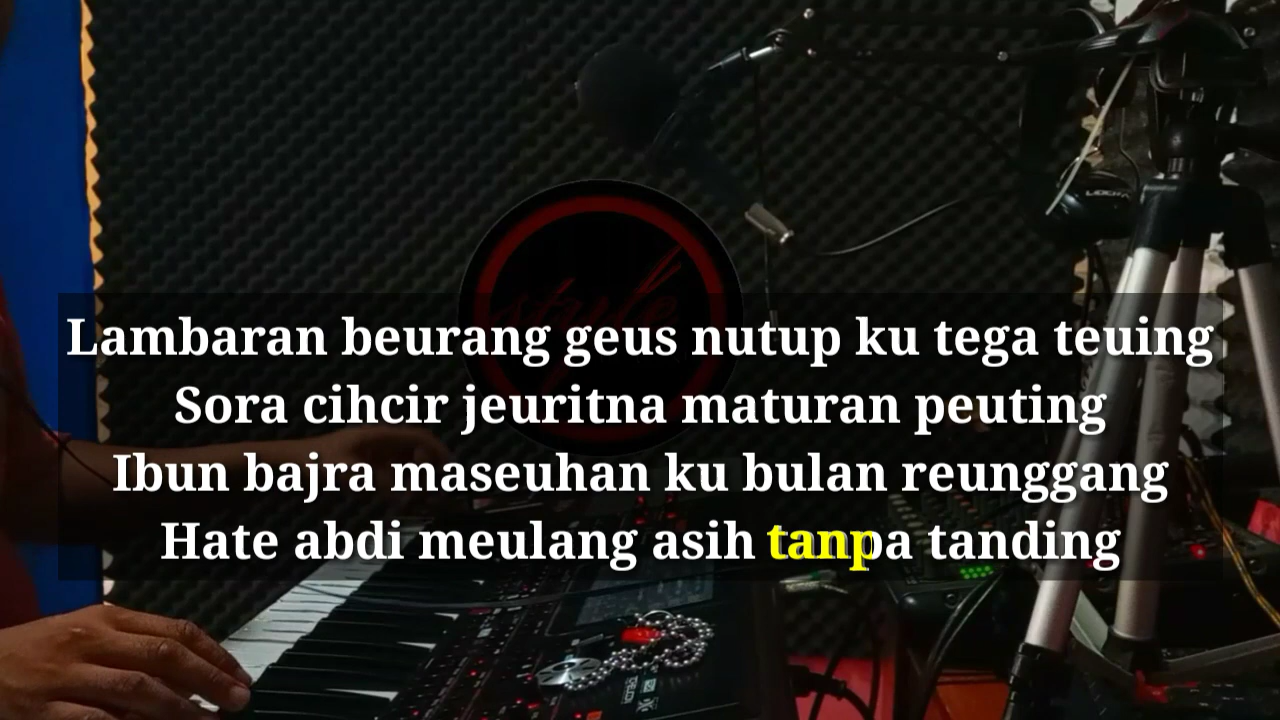 style
Lambaran beurang geus nutup ku tega teuing
Sora cihcir jeuritna maturan peuting
Ibun bajra maseuhan ku bulan reunggang
Hate abdi meulang asih tanpa tanding